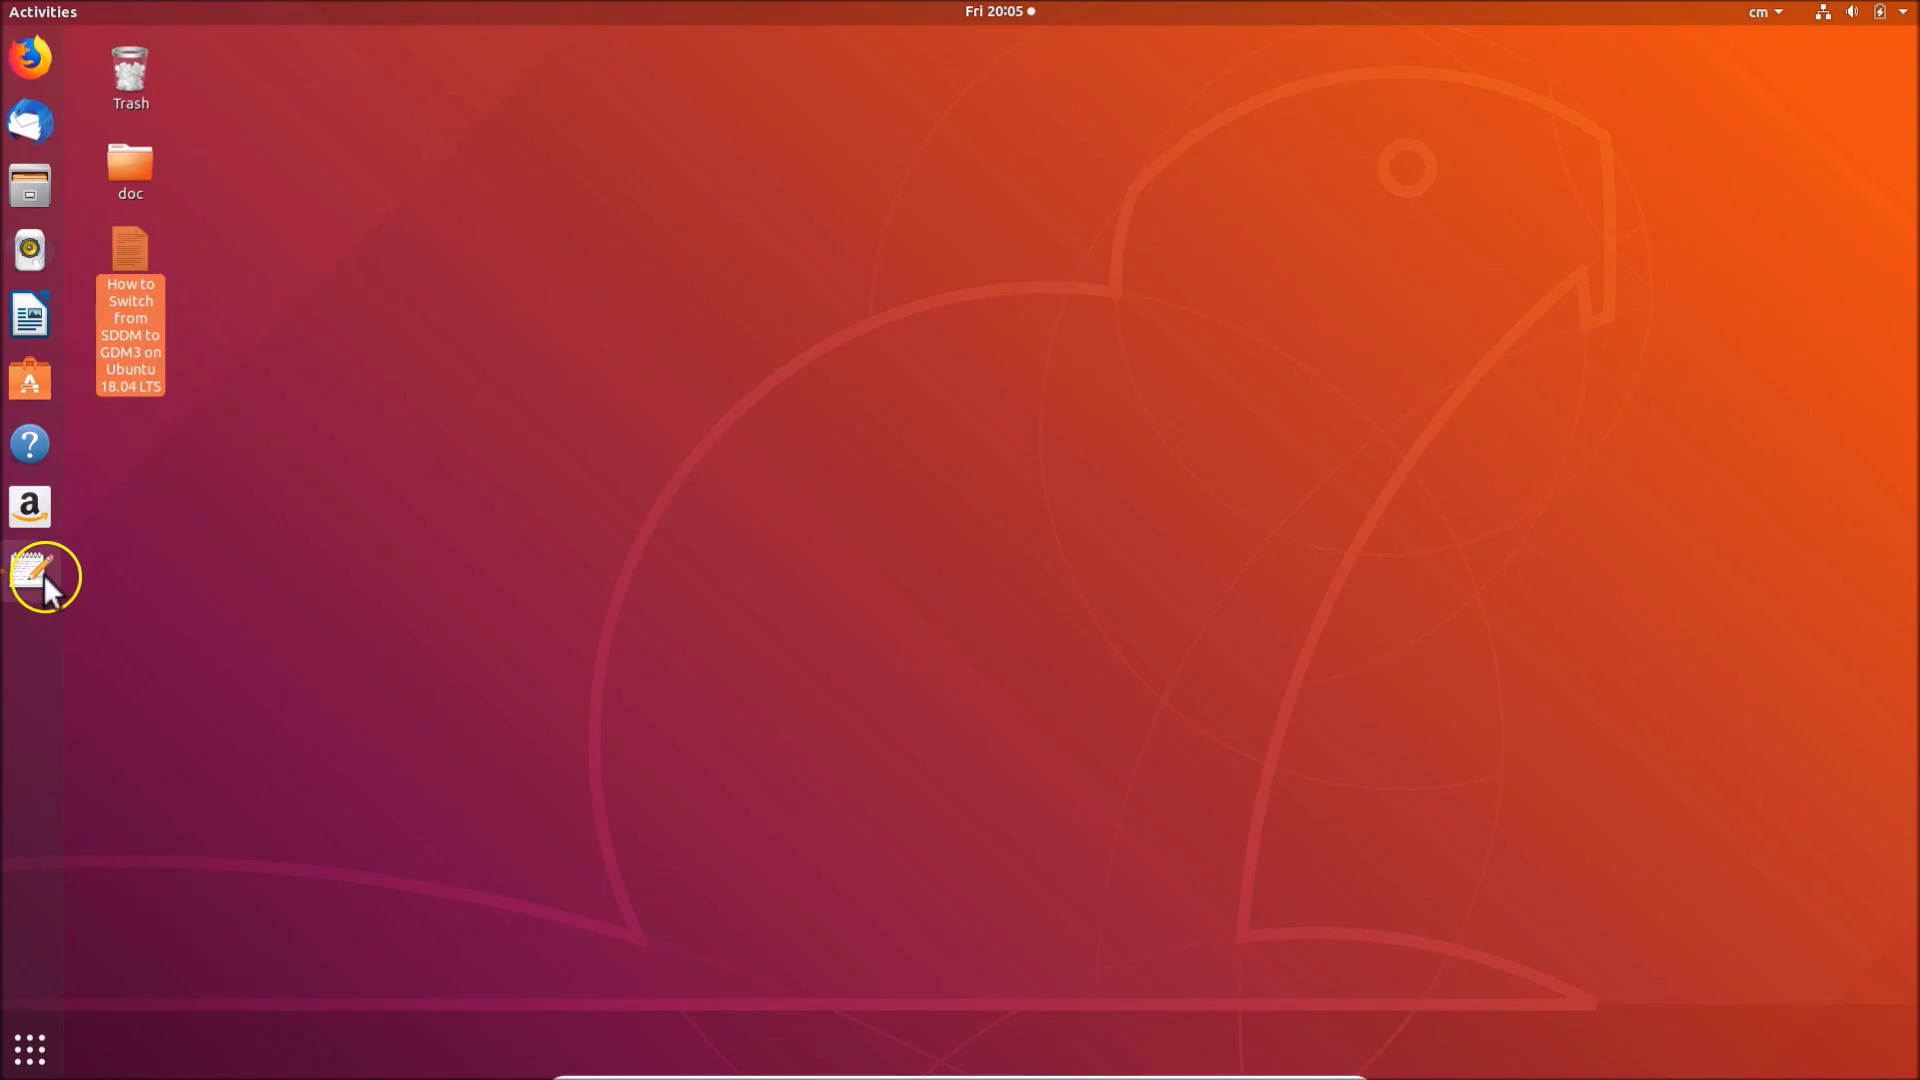 Activities
Fri 20:05
cm
Trash
doc
How to
Switch
from
SDDM to
GDM3 on
Ubuntu
18.04 LTS
?
a